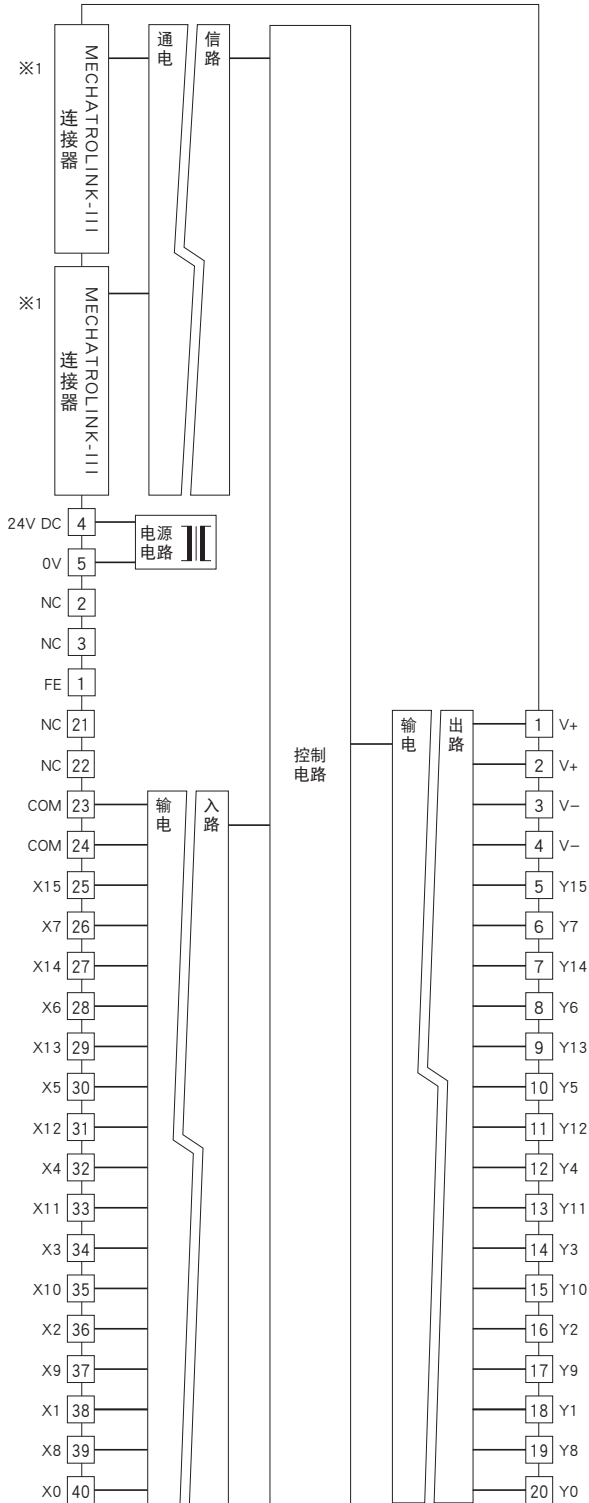 ※1
MECHATROLINK-III
连接器
通信
电路
※1
MECHATROLINK-III
连接器
24V DC 4
0V 5
电源
电路
NC 2
NC 3
FE 1
NC 21
NC 22
COM 23
COM 24
X15 25
X7 26
X14 27
X6 28
X13 29
X5 30
X12 31
X4 32
X11 33
X3 34
X10 35
X2 36
X9 37
X1 38
X8 39
X0 40
输入
电路
控制
电路
输出
电路
1 V+
2 V+
3 V−
4 V−
5 Y15
6 Y7
7 Y14
8 Y6
9 Y13
10 Y5
11 Y12
12 Y4
13 Y11
14 Y3
15 Y10
16 Y2
17 Y9
18 Y1
19 Y8
20 Y0